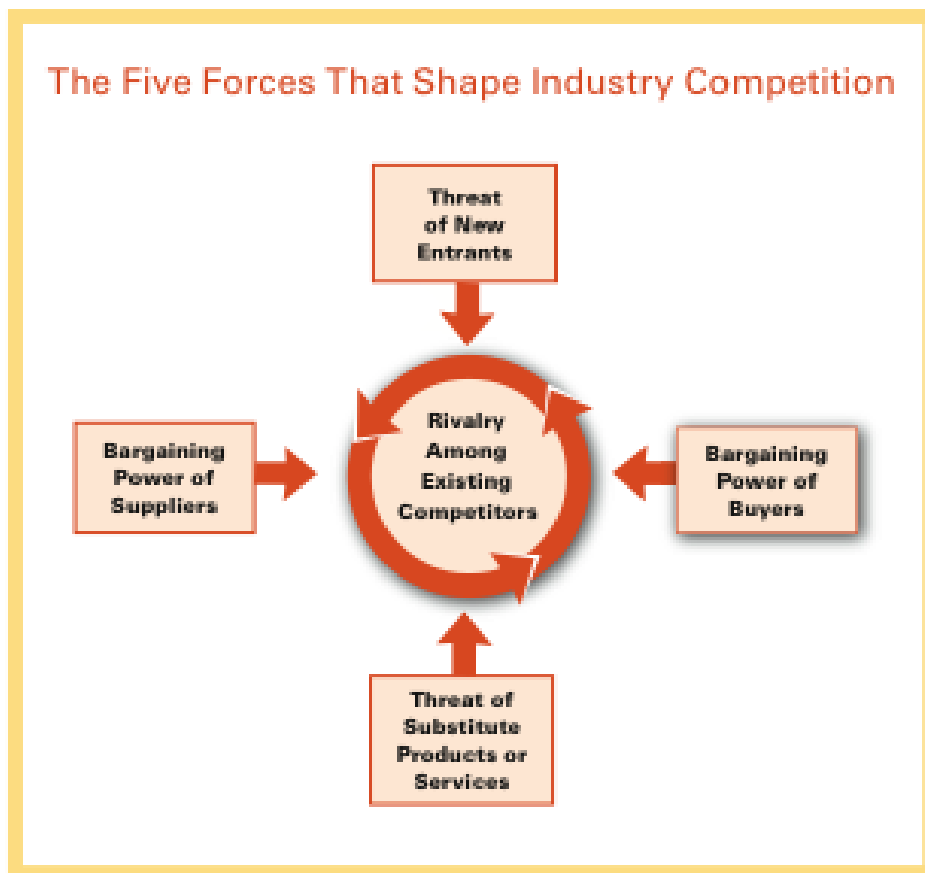 The Five Forces That Shape Industry Competition
Threat
of New
Entrants
Bargaining
Power of
Suppliers
Rivalry
Among
Existing
Competitors
Bargaining
Power of
Buyers
Threat of
Substitute
Products or
Services